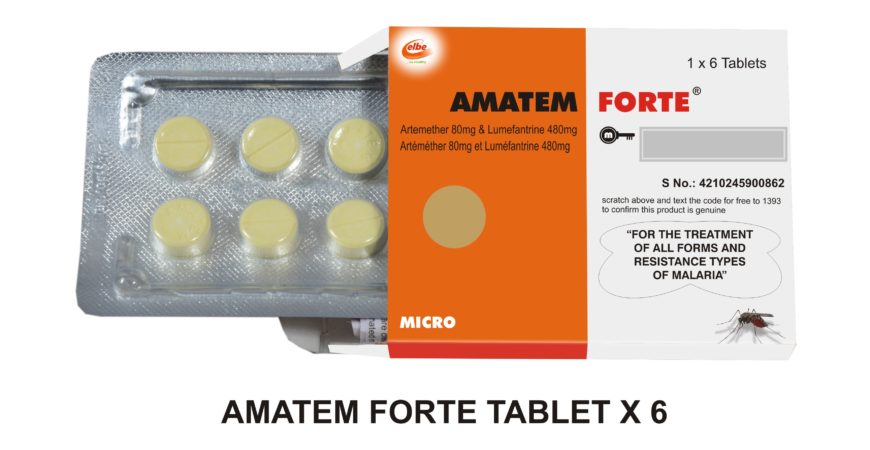 elbe
1 x 6 Tablets
AMATEM FORTE®
Artemether 80mg & Lumefantrine 480mg
Artéméther 80mg et Luméfantrine 480mg
m
S No.: 4210245900862
scratch above and text the code for free to 1393
to confirm this product is genuine
“FOR THE TREATMENT
OF ALL FORMS AND
RESISTANCE TYPES
OF MALARIA”
MICRO
AMATEM FORTE TABLET X 6